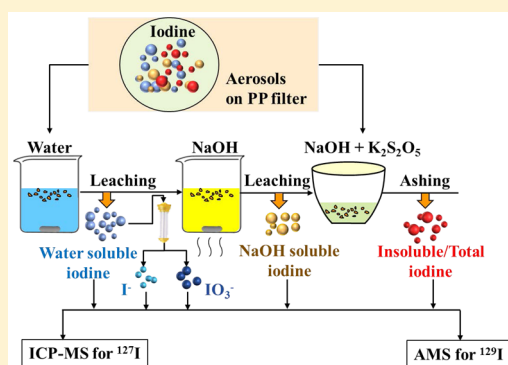 Iodine
Aerosols
on PP filter
Water
NaOH
NaOH + K₂S₂O₅
Leaching
Leaching
Ashing
Water soluble
iodine
NaOH soluble
iodine
Insoluble/Total
iodine
I⁻
IO₃⁻
ICP-MS for ¹²⁷I
AMS for ¹²⁹I